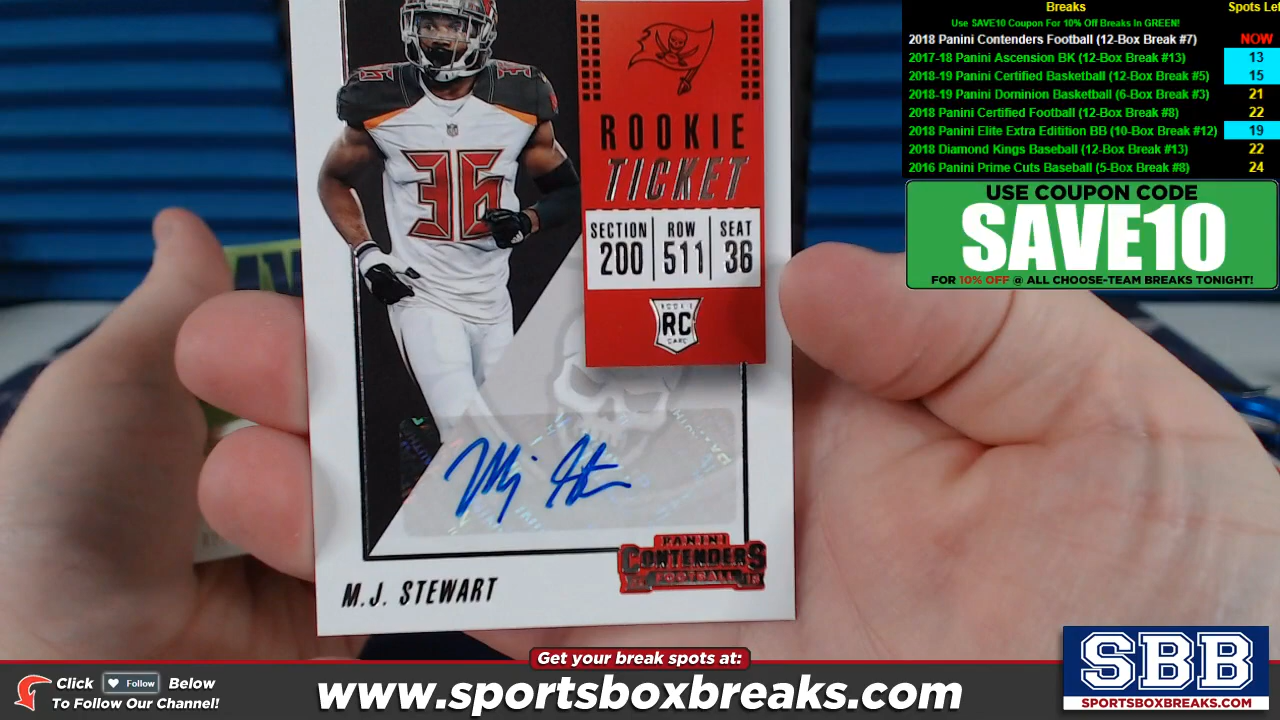 36
ROOKIE
TICKET
SECTION ROW SEAT
200 511 36
ROOKIE
RC
CARD
M.J. STEWART
PANINI
CONTENDERS
FOOTBALL
Breaks Spots Lef
Use SAVE10 Coupon For 10% Off Breaks In GREEN!
2018 Panini Contenders Football (12-Box Break #7) NOW
2017-18 Panini Ascension BK (12-Box Break #13) 13
2018-19 Panini Certified Basketball (12-Box Break #5) 15
2018-19 Panini Dominion Basketball (6-Box Break #3) 21
2018 Panini Certified Football (12-Box Break #8) 22
2018 Panini Elite Extra Edition BB (10-Box Break #12) 19
2018 Diamond Kings Baseball (12-Box Break #13) 22
2016 Panini Prime Cuts Baseball (5-Box Break #8) 24
USE COUPON CODE
SAVE10
FOR 10% OFF @ ALL CHOOSE-TEAM BREAKS TONIGHT!
Get your break spots at:
Click Follow Below
To Follow Our Channel!
www.sportsboxbreaks.com
SBB
SPORTSBOXBREAKS.COM